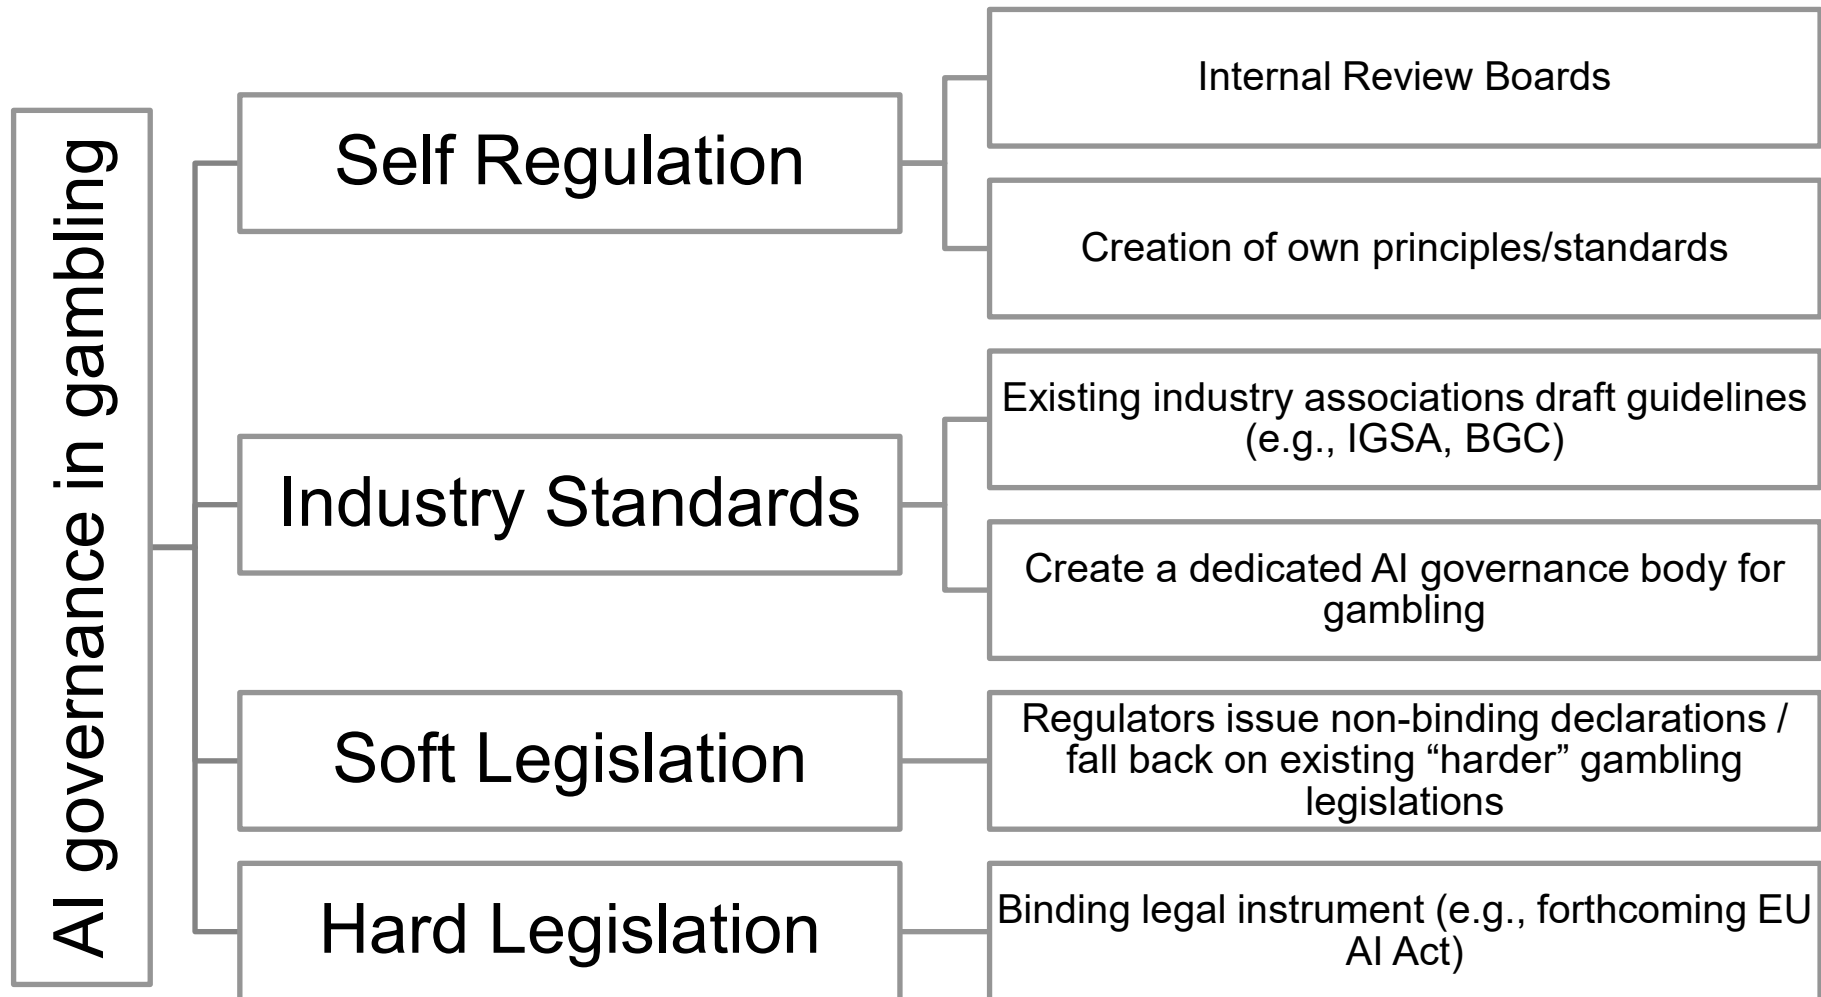 AI governance in gambling
Self Regulation
Internal Review Boards
Creation of own principles/standards
Industry Standards
Existing industry associations draft guidelines
(e.g., IGSA, BGC)
Create a dedicated AI governance body for
gambling
Soft Legislation
Regulators issue non-binding declarations /
fall back on existing “harder” gambling
legislations
Hard Legislation
Binding legal instrument (e.g., forthcoming EU
AI Act)